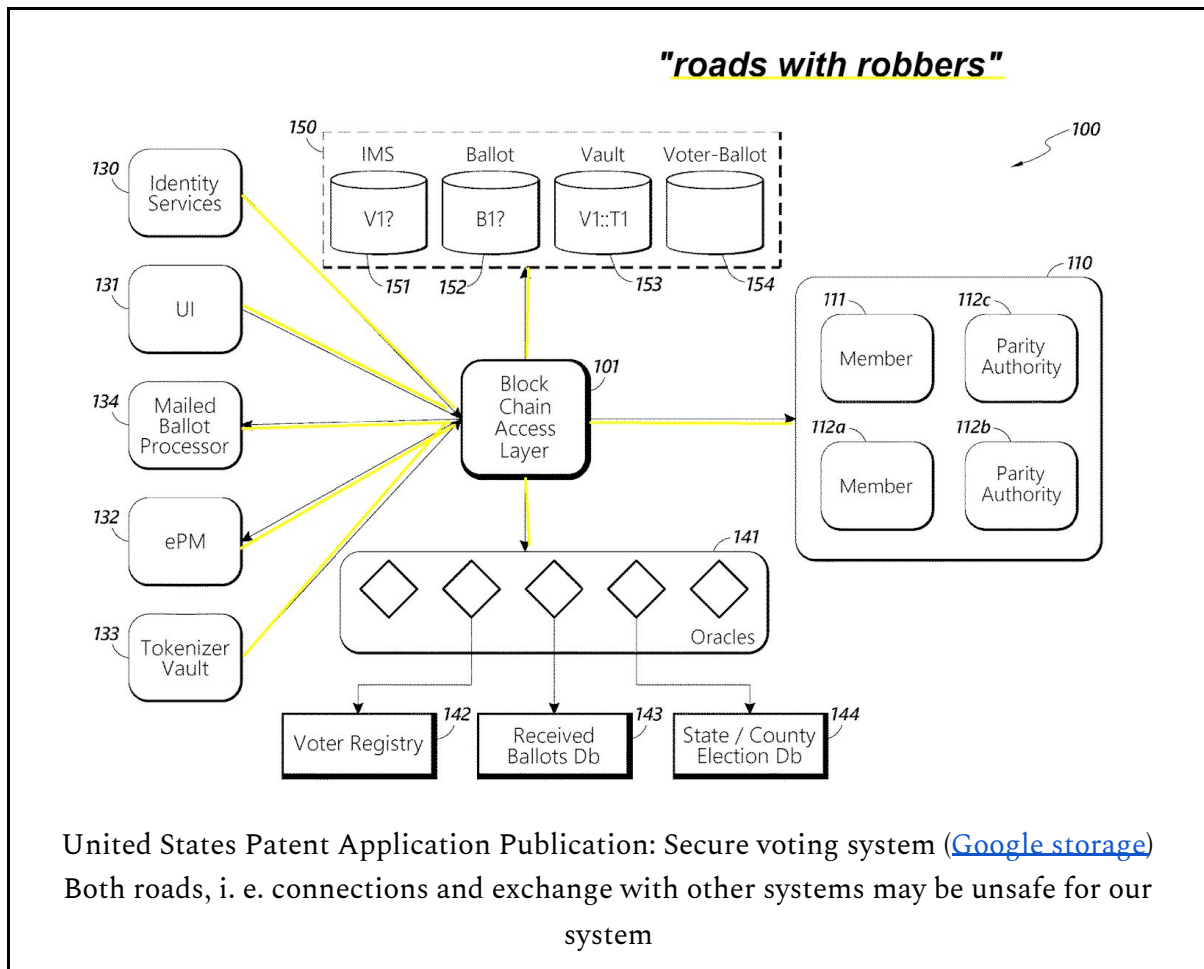 "roads with robbers"
150
IMS
Ballot
Vault
Voter-Ballot
100
130
Identity
Services
V1?
B1?
V1::T1
151
152
153
154
131
UI
110
111
Member
112c
Parity
Authority
101
Block
Chain
Access
Layer
134
Mailed
Ballot
Processor
112a
Member
112b
Parity
Authority
132
ePM
141
Oracles
133
Tokenizer
Vault
142
Voter Registry
143
Received
Ballots Db
144
State / County
Election Db
United States Patent Application Publication: Secure voting system (Google storage)
Both roads, i. e. connections and exchange with other systems may be unsafe for our
system